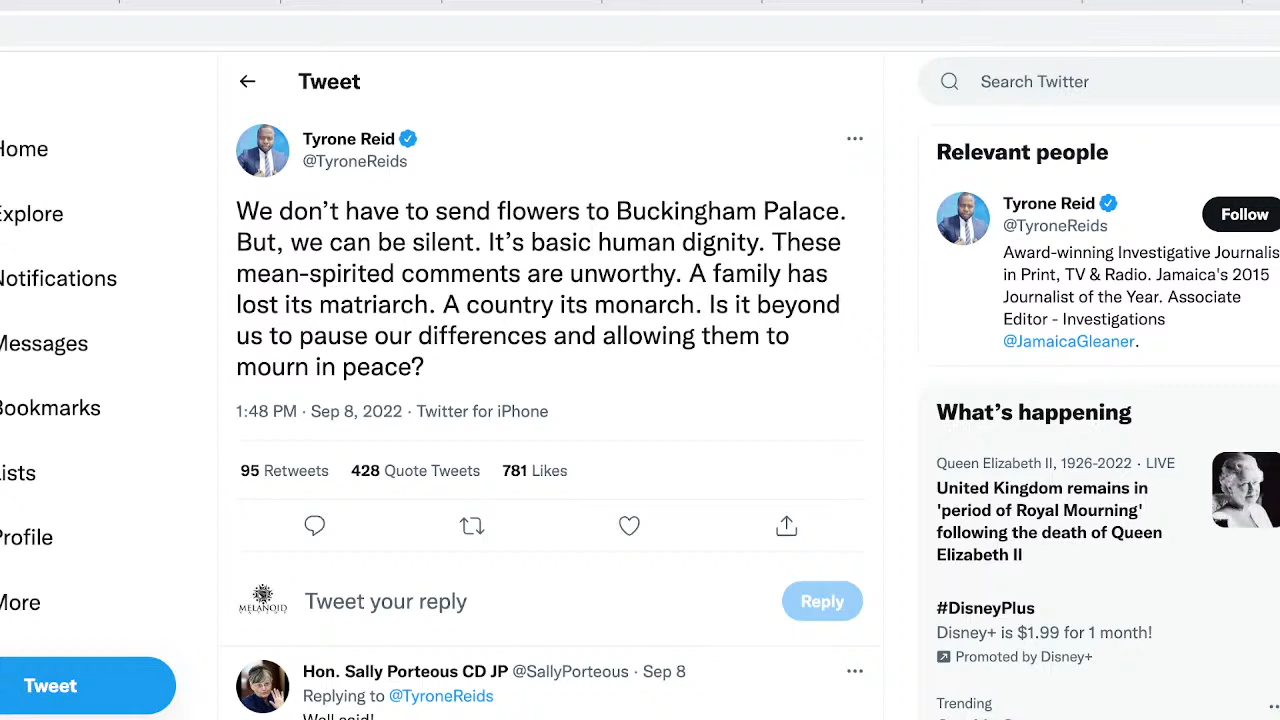 Tweet
Search Twitter
Home
Explore
Notifications
Messages
Bookmarks
Lists
Profile
More
Tweet
Tyrone Reid
@TyroneReids
We don’t have to send flowers to Buckingham Palace.
But, we can be silent. It’s basic human dignity. These
mean-spirited comments are unworthy. A family has
lost its matriarch. A country its monarch. Is it beyond
us to pause our differences and allowing them to
mourn in peace?
1:48 PM · Sep 8, 2022 · Twitter for iPhone
95 Retweets 428 Quote Tweets 781 Likes
MELANOID
Tweet your reply
Reply
Hon. Sally Porteous CD JP @SallyPorteous · Sep 8
Replying to @TyroneReids
Well said!
Relevant people
Tyrone Reid
@TyroneReids
Follow
Award-winning Investigative Journalis
in Print, TV & Radio. Jamaica's 2015
Journalist of the Year. Associate
Editor - Investigations
@JamaicaGleaner.
What’s happening
Queen Elizabeth II, 1926-2022 · LIVE
United Kingdom remains in
'period of Royal Mourning'
following the death of Queen
Elizabeth II
#DisneyPlus
Disney+ is $1.99 for 1 month!
Promoted by Disney+
Trending